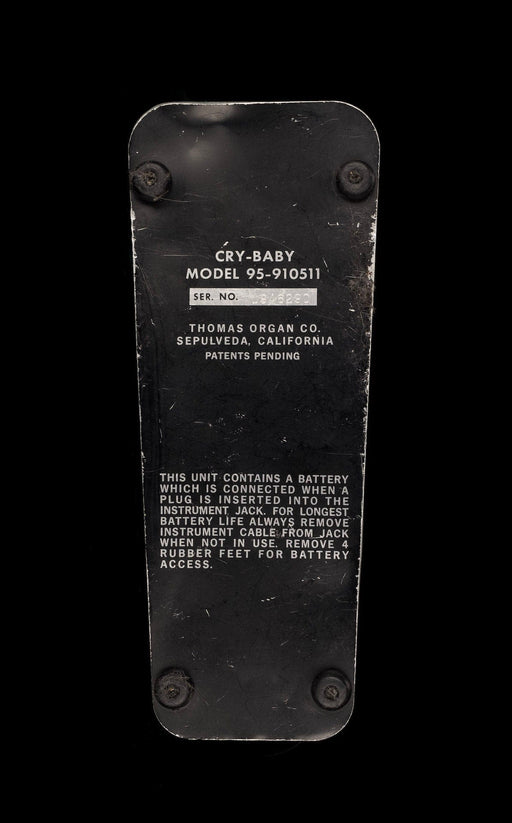 CRY-BABY
MODEL 95-910511
SER. NO.
THOMAS ORGAN CO.
SEPULVEDA, CALIFORNIA
PATENTS PENDING
THIS UNIT CONTAINS A BATTERY
WHICH IS CONNECTED WHEN A
PLUG IS INSERTED INTO THE
INSTRUMENT JACK. FOR LONGEST
BATTERY LIFE ALWAYS REMOVE
INSTRUMENT CABLE FROM JACK
WHEN NOT IN USE. REMOVE 4
RUBBER FEET FOR BATTERY
ACCESS.